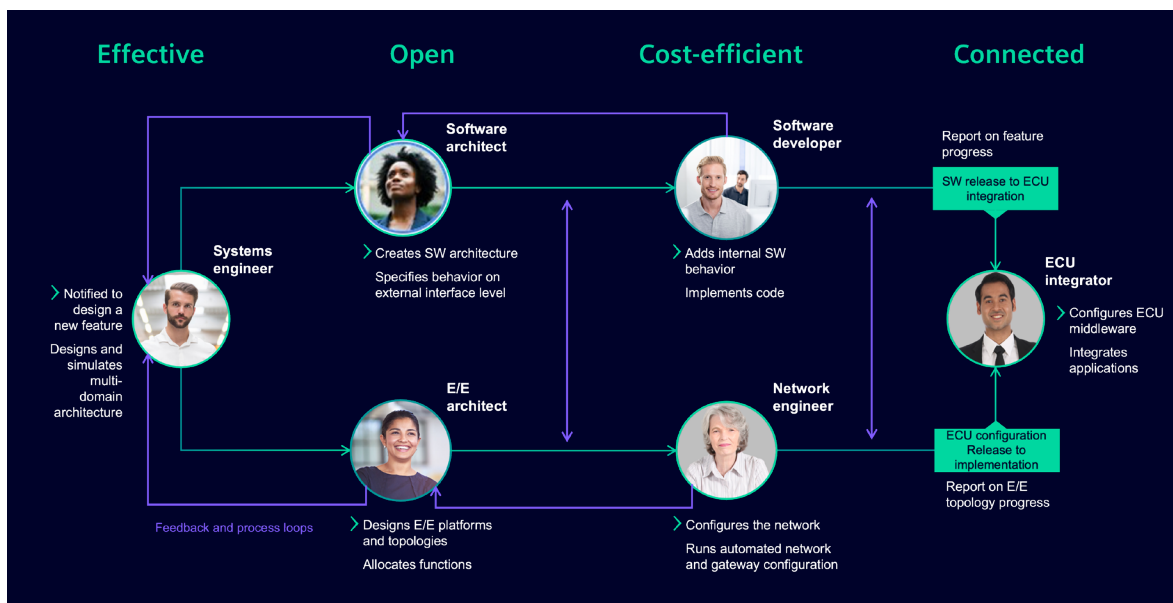 Effective
Open
Cost-efficient
Connected
Software
architect
Software
developer
Report on feature
progress
SW release to ECU
integration
Systems
engineer
Creates SW architecture
Specifies behavior on
external interface level
Adds internal SW
behavior
Implements code
ECU
integrator
Notified to
design a
new feature
Designs and
simulates
multi-
domain
architecture
Configures ECU
middleware
Integrates
applications
E/E
architect
Network
engineer
ECU configuration
Release to
implementation
Report on E/E
topology progress
Feedback and process loops
Designs E/E platforms
and topologies
Allocates functions
Configures the network
Runs automated network
and gateway configuration